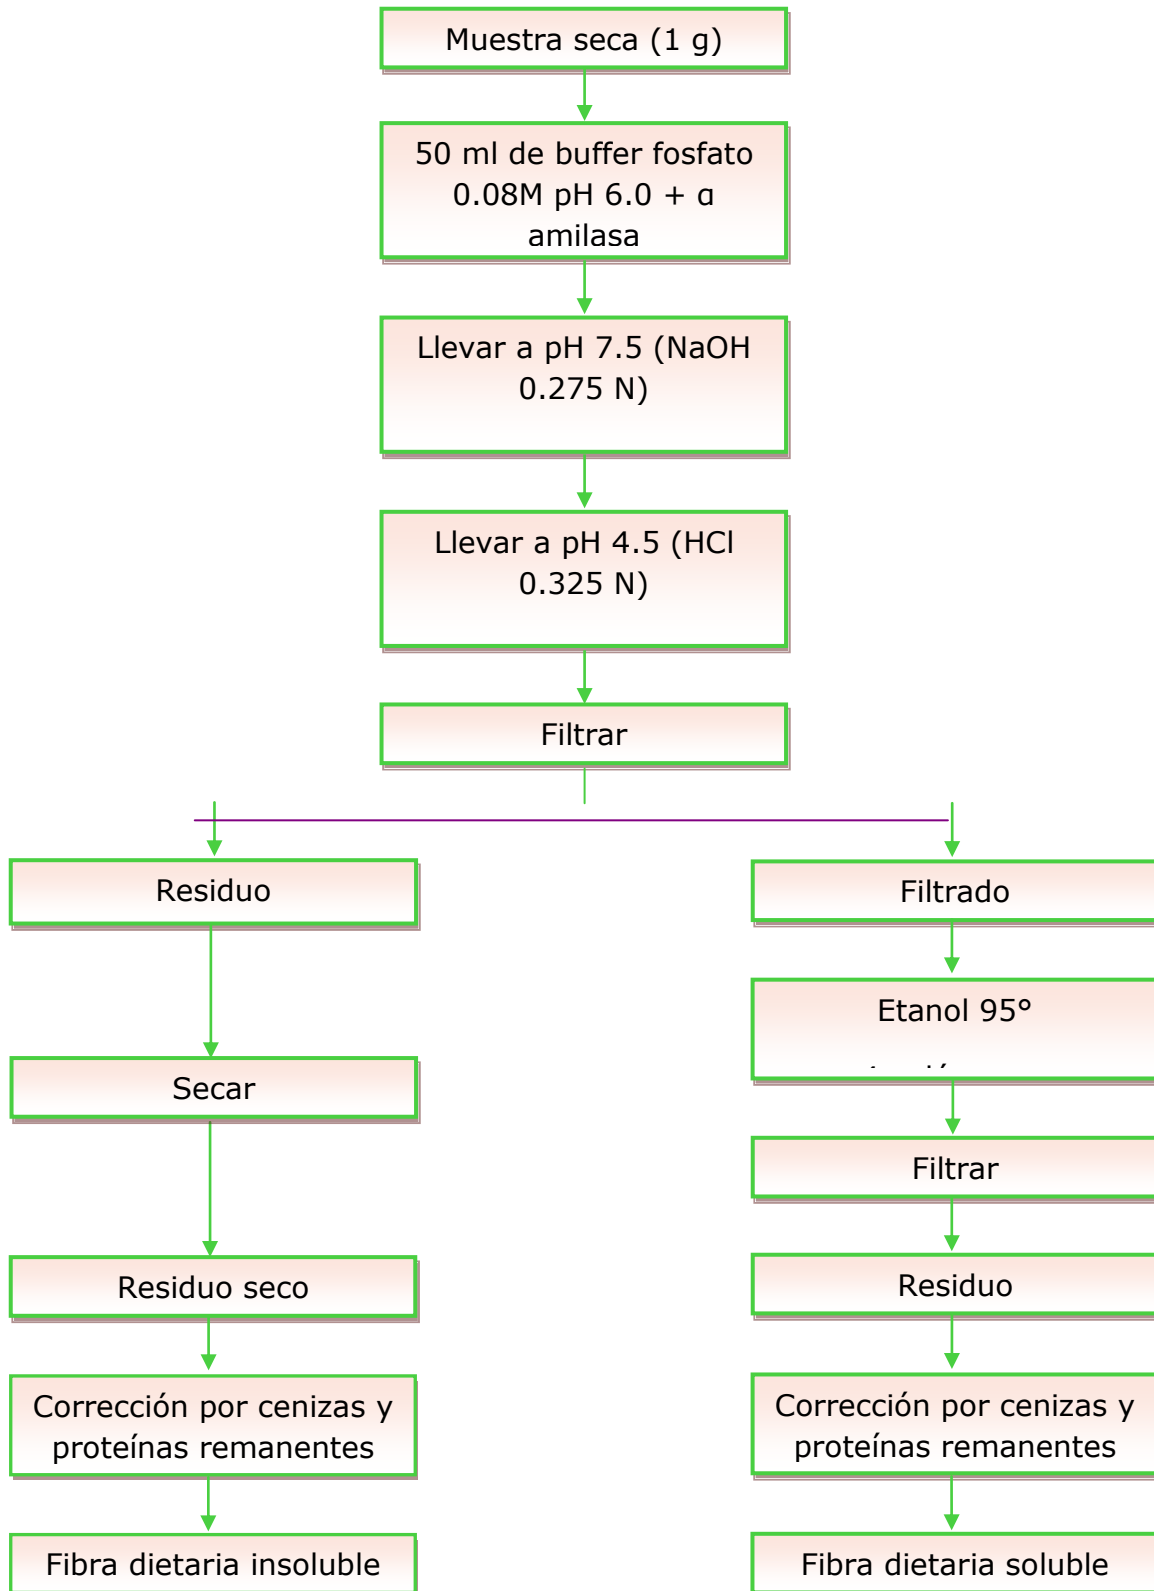 Muestra seca (1 g)
50 ml de buffer fosfato
0.08M pH 6.0 + α
amilasa
Llevar a pH 7.5 (NaOH
0.275 N)
Llevar a pH 4.5 (HCl
0.325 N)
Filtrar
Residuo
Filtrado
Etanol 95°
Secar
Filtrar
Residuo seco
Residuo
Corrección por cenizas y
proteínas remanentes
Corrección por cenizas y
proteínas remanentes
Fibra dietaria insoluble
Fibra dietaria soluble